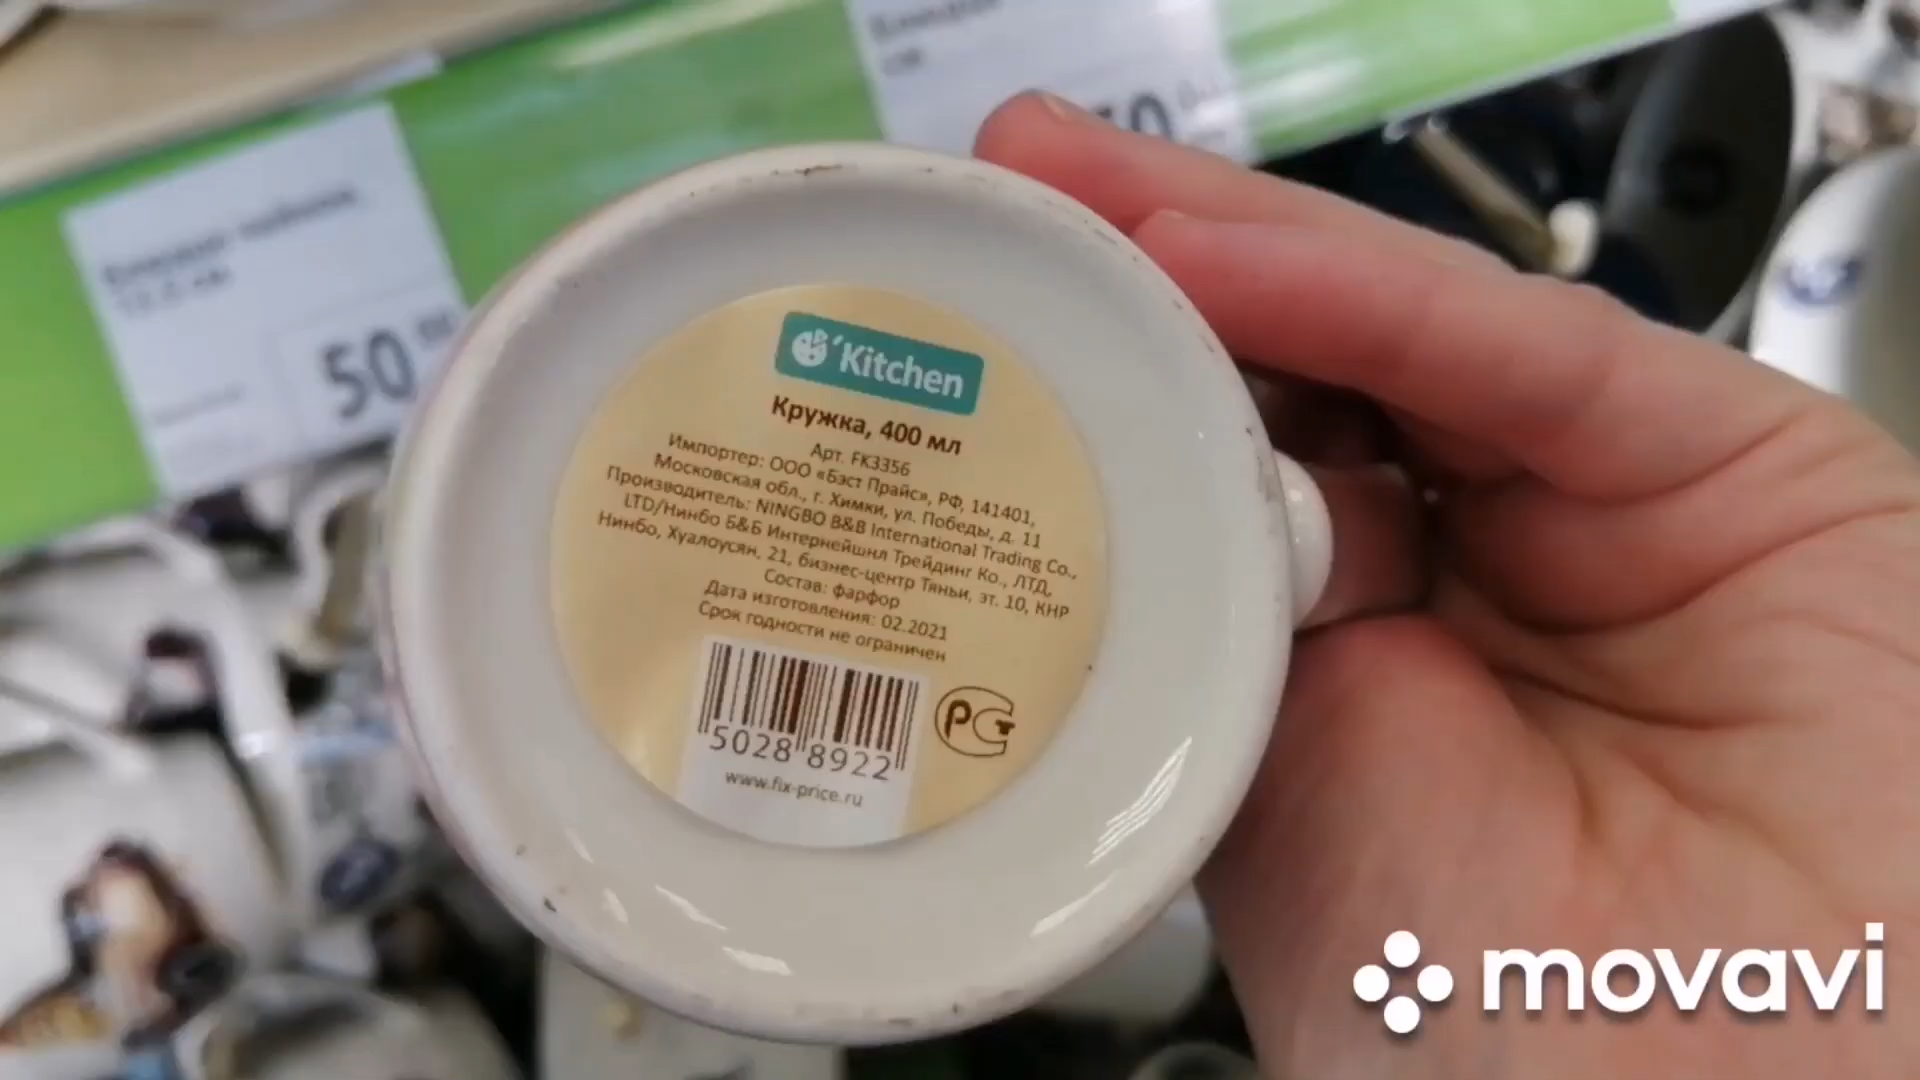 50
50
'Kitchen
Кружка, 400 мл
Арт. FK3356
Импортер: ООО «Бэст Прайс», РФ, 141401,
Московская обл., г. Химки, ул. Победы, д. 11
Производитель: NINGBO B&B International Trading Co.,
LTD/Нинбо Б&Б Интернейшнл Трейдинг Ко., ЛТД,
Нинбо, Хуалоусян, 21, бизнес-центр Тяньи, эт. 10, КНР
Состав: фарфор
Дата изготовления: 02.2021
Срок годности не ограничен
5028 8922
www.fix-price.ru
РСТ
movavi